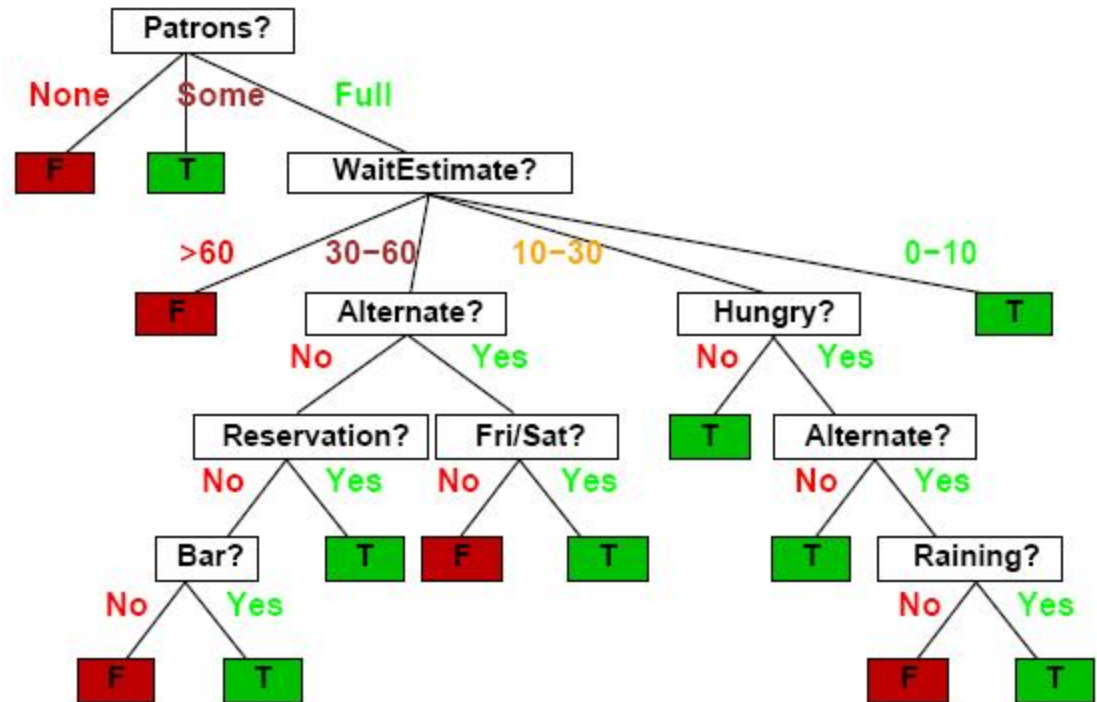 Patrons?
None Some Full
F T WaitEstimate?
>60 30−60 10−30 0−10
F Alternate? Hungry? T
No Yes No Yes
Reservation? Fri/Sat? T Alternate?
No Yes No Yes No Yes
Bar? T F T T Raining?
No Yes No Yes
F T F T